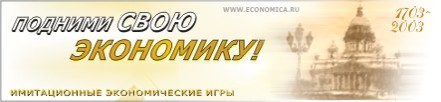 WWW.ECONOMICA.RU
1703-
2003
ПОДНИМИ СВОЮ
ЭКОНОМИКУ!
ИМИТАЦИОННЫЕ ЭКОНОМИЧЕСКИЕ ИГРЫ